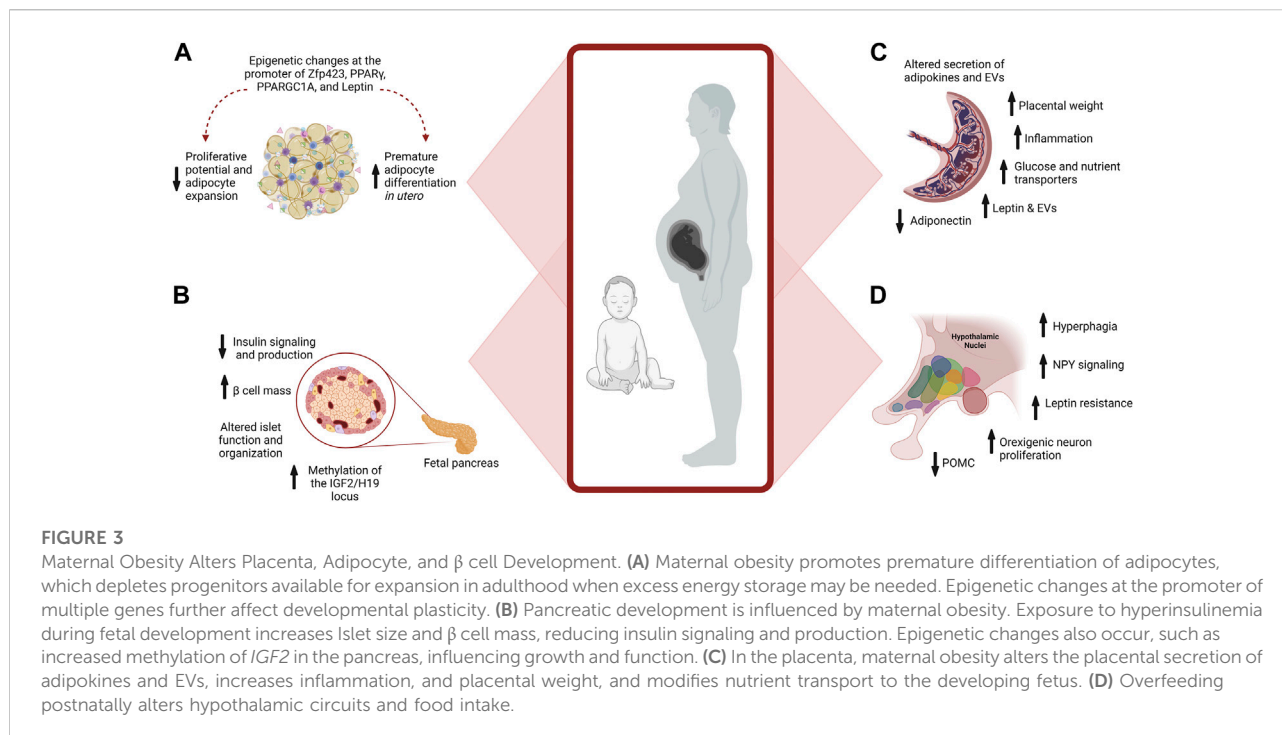 A
Epigenetic changes at the
promoter of Zfp423, PPARγ,
PPARGC1A, and Leptin
Proliferative
potential and
adipocyte
expansion
Premature
adipocyte
differentiation
in utero
B
Insulin signaling
and production
β cell mass
Altered islet
function and
organization
Methylation of
the IGF2/H19
locus
Fetal pancreas
C
Altered secretion of
adipokines and EVs
Placental weight
Inflammation
Glucose and nutrient
transporters
Leptin & EVs
Adiponectin
D
Hypothalamic
Nuclei
Hyperphagia
NPY signaling
Leptin resistance
Orexigenic neuron
proliferation
POMC
FIGURE 3
Maternal Obesity Alters Placenta, Adipocyte, and β cell Development. (A) Maternal obesity promotes premature differentiation of adipocytes,
which depletes progenitors available for expansion in adulthood when excess energy storage may be needed. Epigenetic changes at the promoter of
multiple genes further affect developmental plasticity. (B) Pancreatic development is influenced by maternal obesity. Exposure to hyperinsulinemia
during fetal development increases Islet size and β cell mass, reducing insulin signaling and production. Epigenetic changes also occur, such as
increased methylation of IGF2 in the pancreas, influencing growth and function. (C) In the placenta, maternal obesity alters the placental secretion of
adipokines and EVs, increases inflammation, and placental weight, and modifies nutrient transport to the developing fetus. (D) Overfeeding
postnatally alters hypothalamic circuits and food intake.